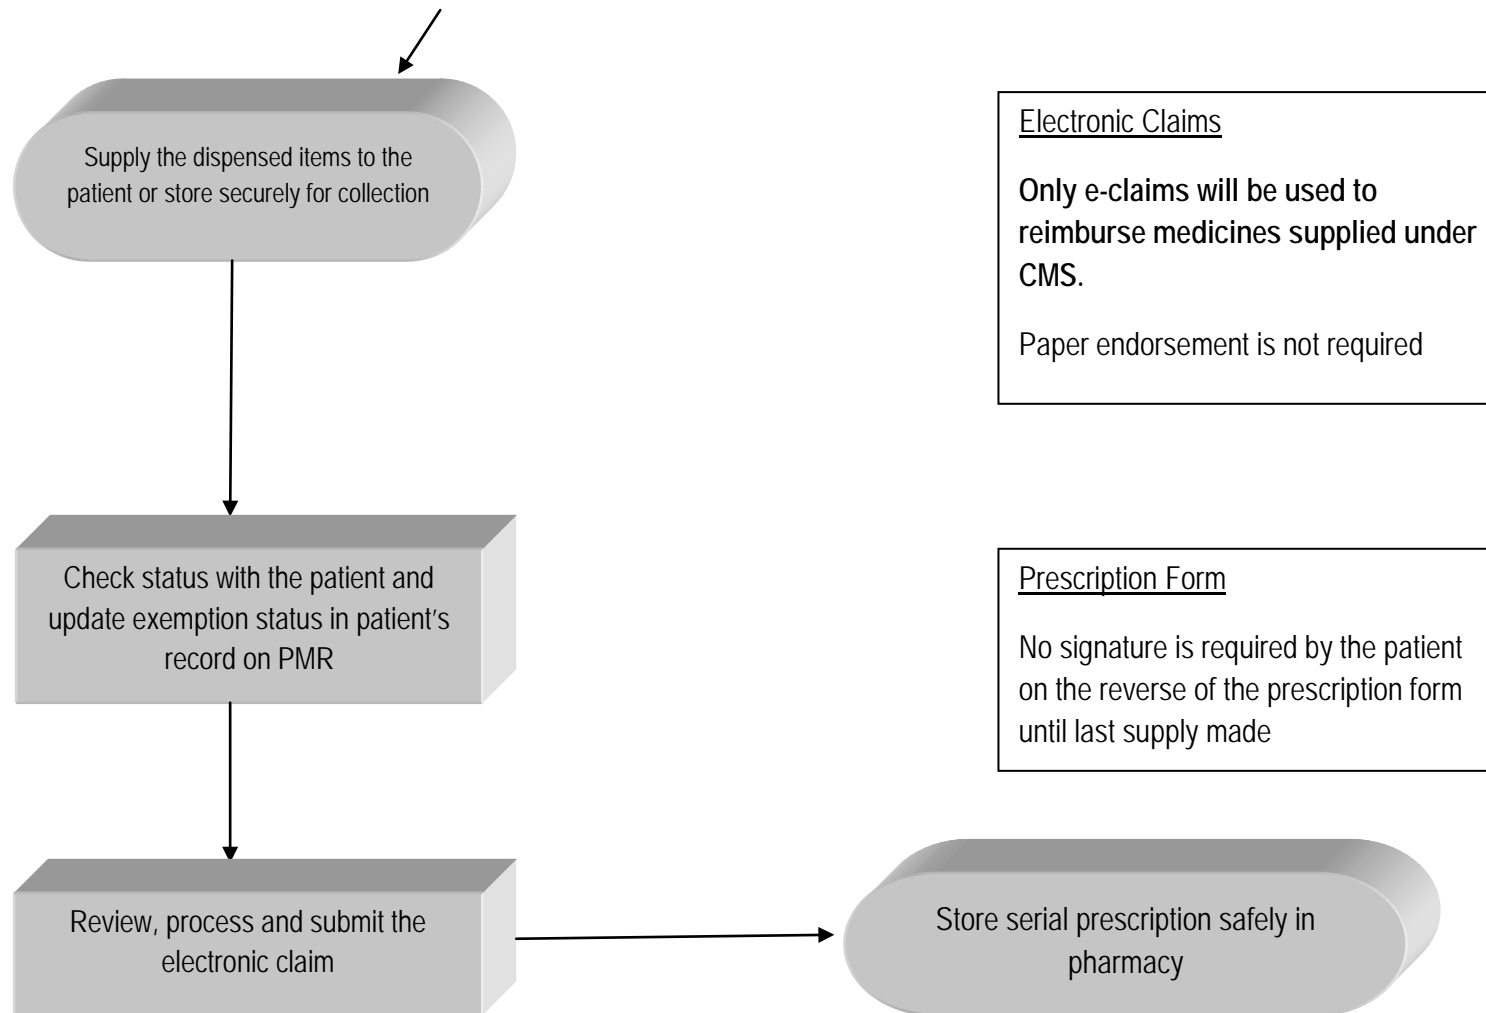 Supply the dispensed items to the
patient or store securely for collection
Electronic Claims
Only e-claims will be used to
reimburse medicines supplied under
CMS.
Paper endorsement is not required
Check status with the patient and
update exemption status in patient’s
record on PMR
Prescription Form
No signature is required by the patient
on the reverse of the prescription form
until last supply made
Review, process and submit the
electronic claim
Store serial prescription safely in
pharmacy